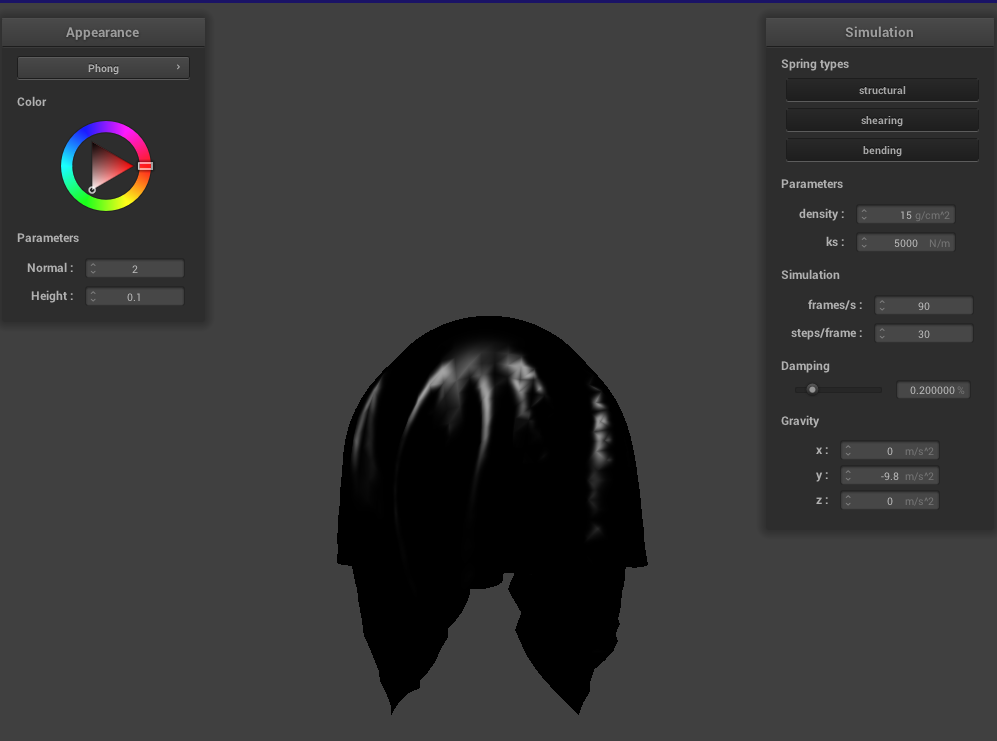 Appearance
Phong
Color
Parameters
Normal : 2
Height : 0.1
Simulation
Spring types
structural
shearing
bending
Parameters
density : 15 g/cm^2
ks : 5000 N/m
Simulation
frames/s : 90
steps/frame : 30
Damping
0.200000 %
Gravity
x : 0 m/s^2
y : -9.8 m/s^2
z : 0 m/s^2